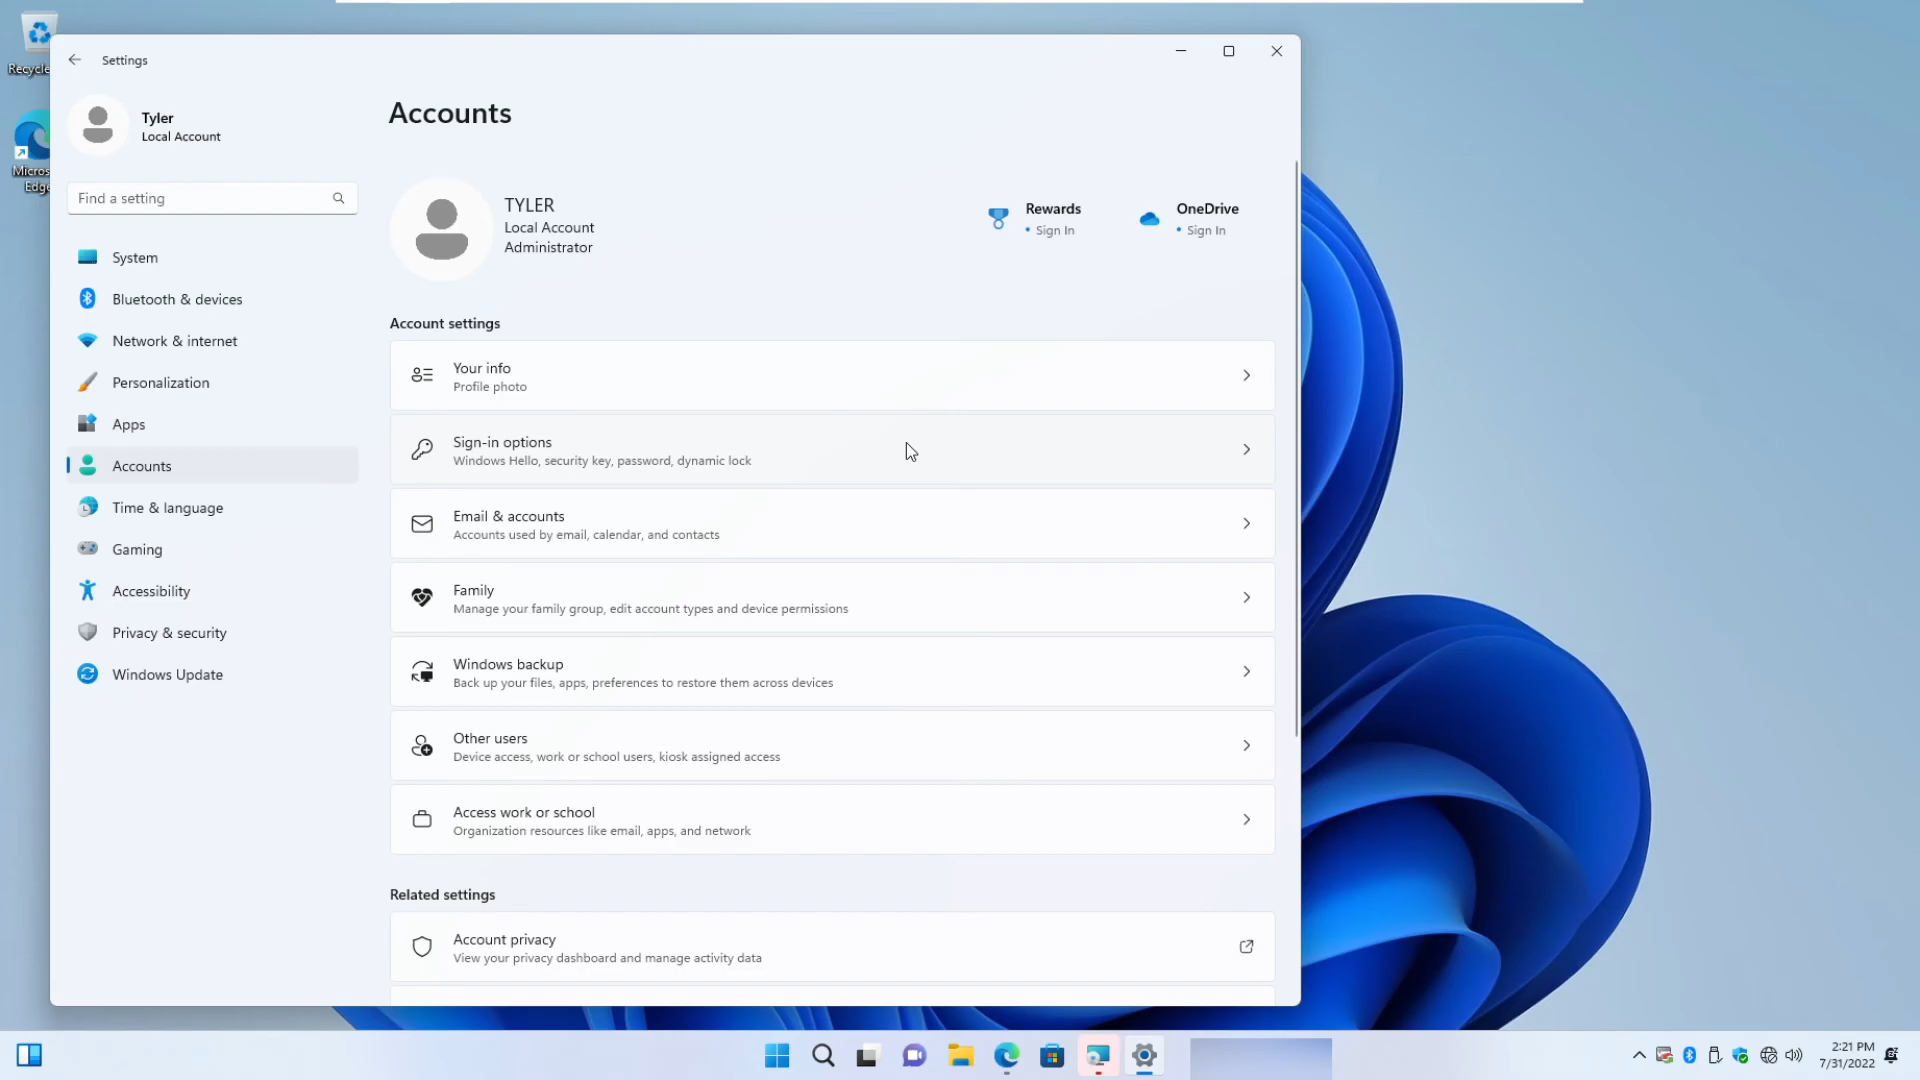 Recycle
Micros
Edg
Settings
Tyler
Local Account
Find a setting
System
Bluetooth & devices
Network & internet
Personalization
Apps
Accounts
Time & language
Gaming
Accessibility
Privacy & security
Windows Update
Accounts
TYLER
Local Account
Administrator
Rewards
• Sign In
OneDrive
• Sign In
Account settings
Your info
Profile photo
Sign-in options
Windows Hello, security key, password, dynamic lock
Email & accounts
Accounts used by email, calendar, and contacts
Family
Manage your family group, edit account types and device permissions
Windows backup
Back up your files, apps, preferences to restore them across devices
Other users
Device access, work or school users, kiosk assigned access
Access work or school
Organization resources like email, apps, and network
Related settings
Account privacy
View your privacy dashboard and manage activity data
2:21 PM
7/31/2022